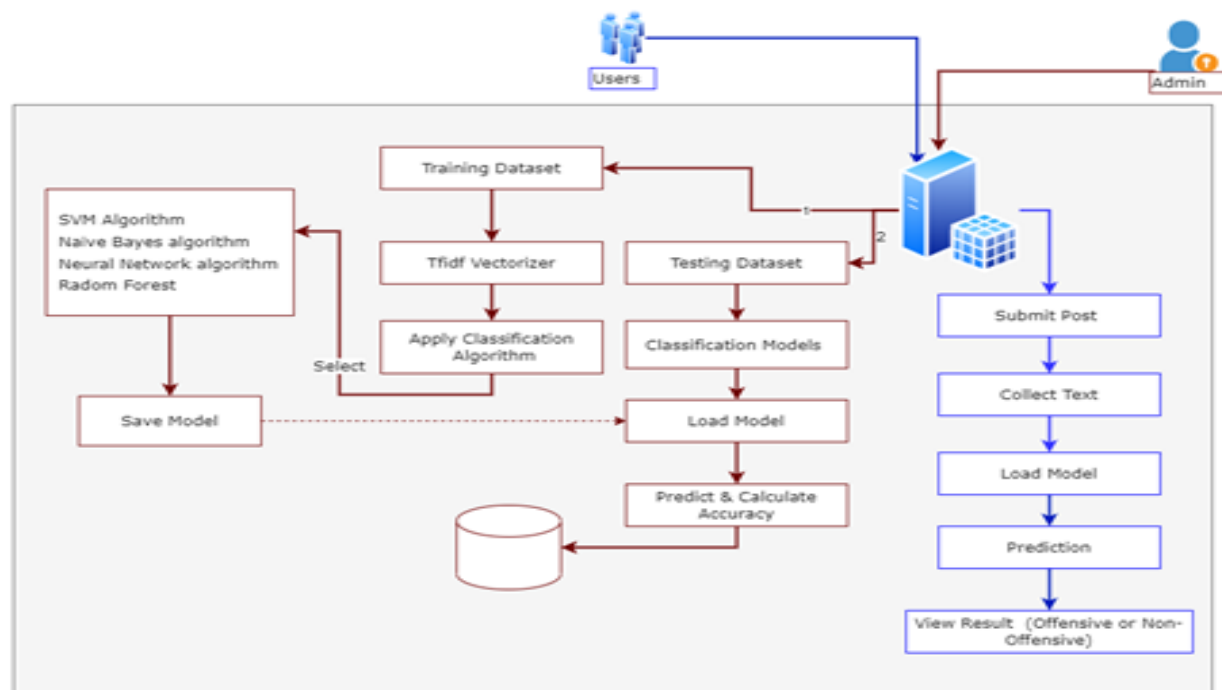 Users
Admin
Training Dataset
1
2
SVM Algorithm
Naive Bayes algorithm
Neural Network algorithm
Radom Forest
Tfidf Vectorizer
Testing Dataset
Submit Post
Apply Classification
Algorithm
Classification Models
Select
Collect Text
Save Model
Load Model
Load Model
Predict & Calculate
Accuracy
Prediction
View Result (Offensive or Non-
Offensive)